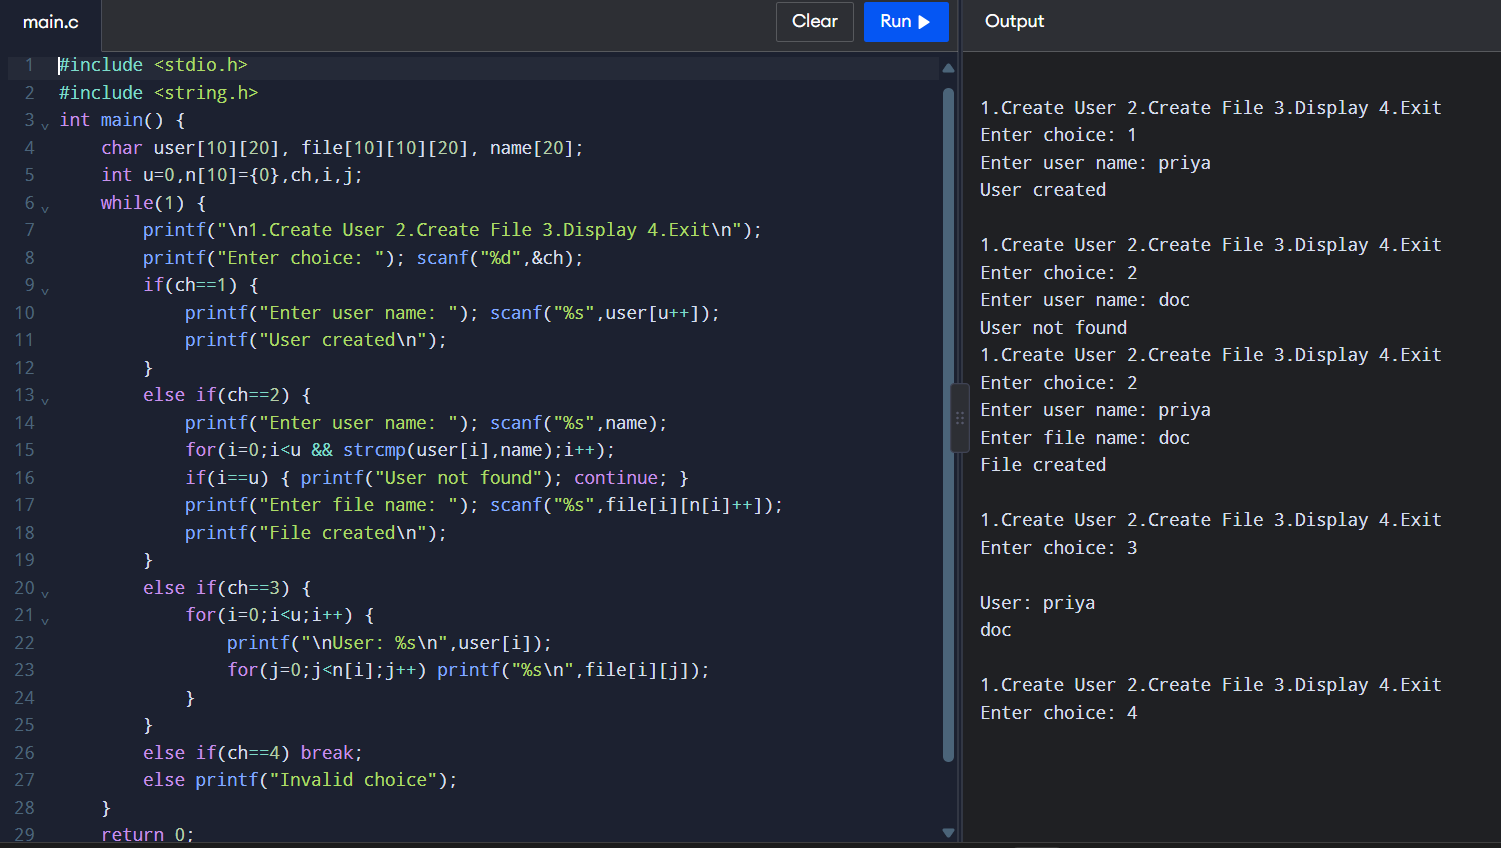 main.c
Clear
Run
Output
1 #include <stdio.h>
2 #include <string.h>
3 int main() {
4 char user[10][20], file[10][10][20], name[20];
5 int u=0,n[10]={0},ch,i,j;
6 while(1) {
7 printf("\n1.Create User 2.Create File 3.Display 4.Exit\n");
8 printf("Enter choice: "); scanf("%d",&ch);
9 if(ch==1) {
10 printf("Enter user name: "); scanf("%s",user[u++]);
11 printf("User created\n");
12 }
13 else if(ch==2) {
14 printf("Enter user name: "); scanf("%s",name);
15 for(i=0;i<u && strcmp(user[i],name);i++);
16 if(i==u) { printf("User not found"); continue; }
17 printf("Enter file name: "); scanf("%s",file[i][n[i]++]);
18 printf("File created\n");
19 }
20 else if(ch==3) {
21 for(i=0;i<u;i++) {
22 printf("\nUser: %s\n",user[i]);
23 for(j=0;j<n[i];j++) printf("%s\n",file[i][j]);
24 }
25 }
26 else if(ch==4) break;
27 else printf("Invalid choice");
28 }
29 return 0;
1.Create User 2.Create File 3.Display 4.Exit
Enter choice: 1
Enter user name: priya
User created
1.Create User 2.Create File 3.Display 4.Exit
Enter choice: 2
Enter user name: doc
User not found
1.Create User 2.Create File 3.Display 4.Exit
Enter choice: 2
Enter user name: priya
Enter file name: doc
File created
1.Create User 2.Create File 3.Display 4.Exit
Enter choice: 3
User: priya
doc
1.Create User 2.Create File 3.Display 4.Exit
Enter choice: 4